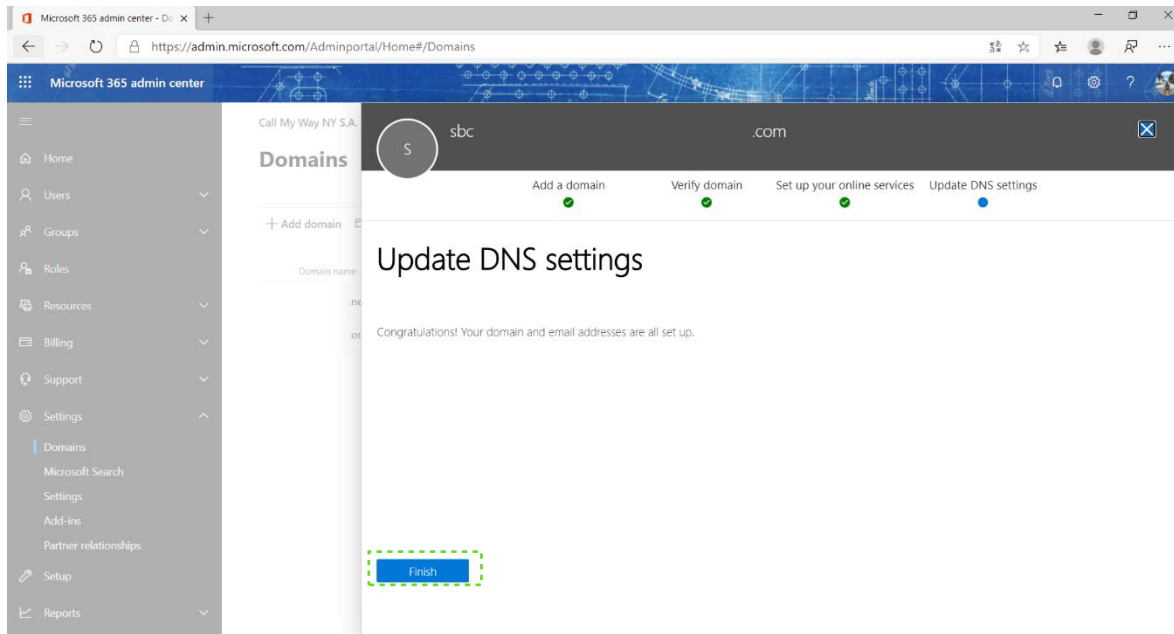 Microsoft 365 admin center - Do
https://admin.microsoft.com/Adminportal/Home#/Domains
Microsoft 365 admin center
?
Home
Users
Groups
Roles
Resources
Billing
Support
Settings
Domains
Microsoft Search
Settings
Add-ins
Partner relationships
Setup
Reports
Call My Way NY S.A.
Domains
+ Add domain
Domain name
.ne
S
sbc .com
Add a domain Verify domain Set up your online services Update DNS settings
Update DNS settings
Congratulations! Your domain and email addresses are all set up.
Finish